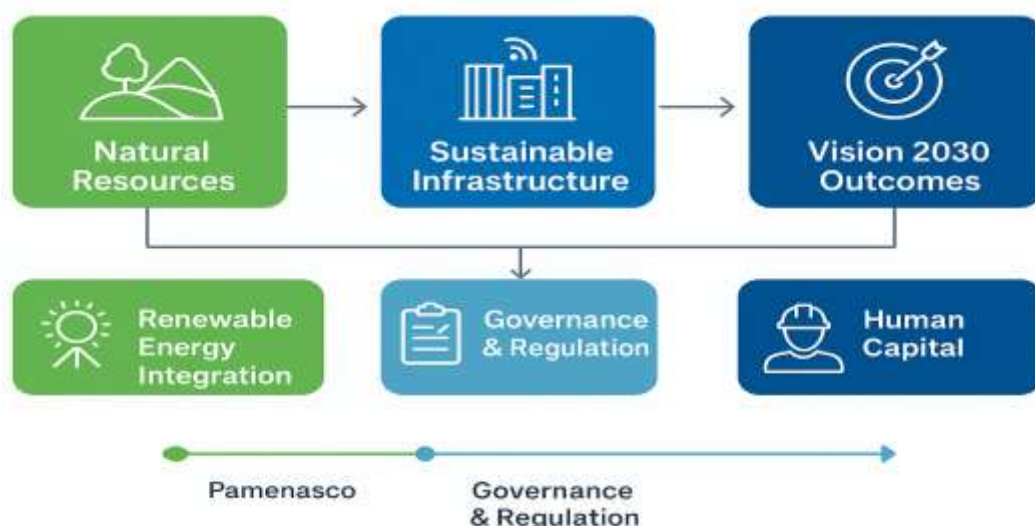 Natural
Resources
Sustainable
Infrastructure
Vision 2030
Outcomes
Renewable
Energy
Integration
Governance
& Regulation
Human
Capital
Pamenasco
Governance
& Regulation